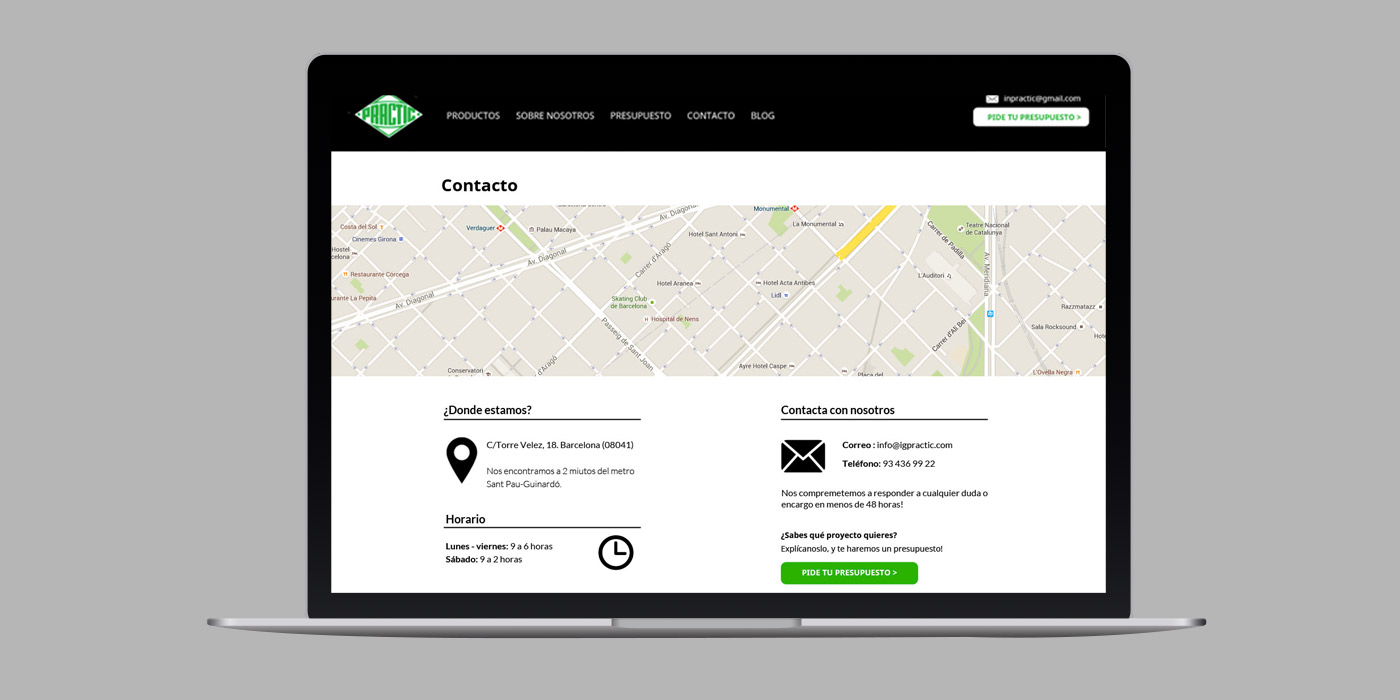 PRACTIC
PRODUCTOS SOBRE NOSOTROS PRESUPUESTO CONTACTO BLOG
inpractic@gmail.com
PIDE TU PRESUPUESTO >
Contacto
Monumental
Av. Diagonal
Costa del Sol
Verdaguer
Palau Macaya
La Monumental
Teatre Nacional
de Catalunya
Cinemes Girona
Hotel Sant Antoni
Carrer de Padilla
Hostel
celona
Av. Diagonal
Carrer d'Aragó
Av. Meridiana
Restaurante Còrcega
L'Auditori
Hotel Aranea
Hotel Acta Antibes
urante La Pepita
Av. Diagonal
Skating Club
de Barcelona
Lidl
Razzmatazz
Hospital de Nens
Passeig de Sant Joan
Carrer d'Alí Bei
Sala Rocksound
Hote
d'Aragó
Ayre Hotel Caspe
Conservatori
Plaça del
L'Ovella Negra
¿Donde estamos?
C/Torre Velez, 18. Barcelona (08041)
Nos encontramos a 2 miutos del metro
Sant Pau-Guinardó.
Horario
Lunes - viernes: 9 a 6 horas
Sábado: 9 a 2 horas
Contacta con nosotros
Correo : info@igpractic.com
Teléfono: 93 436 99 22
Nos compremetemos a responder a cualquier duda o
encargo en menos de 48 horas!
¿Sabes qué proyecto quieres?
Explícanoslo, y te haremos un presupuesto!
PIDE TU PRESUPUESTO >